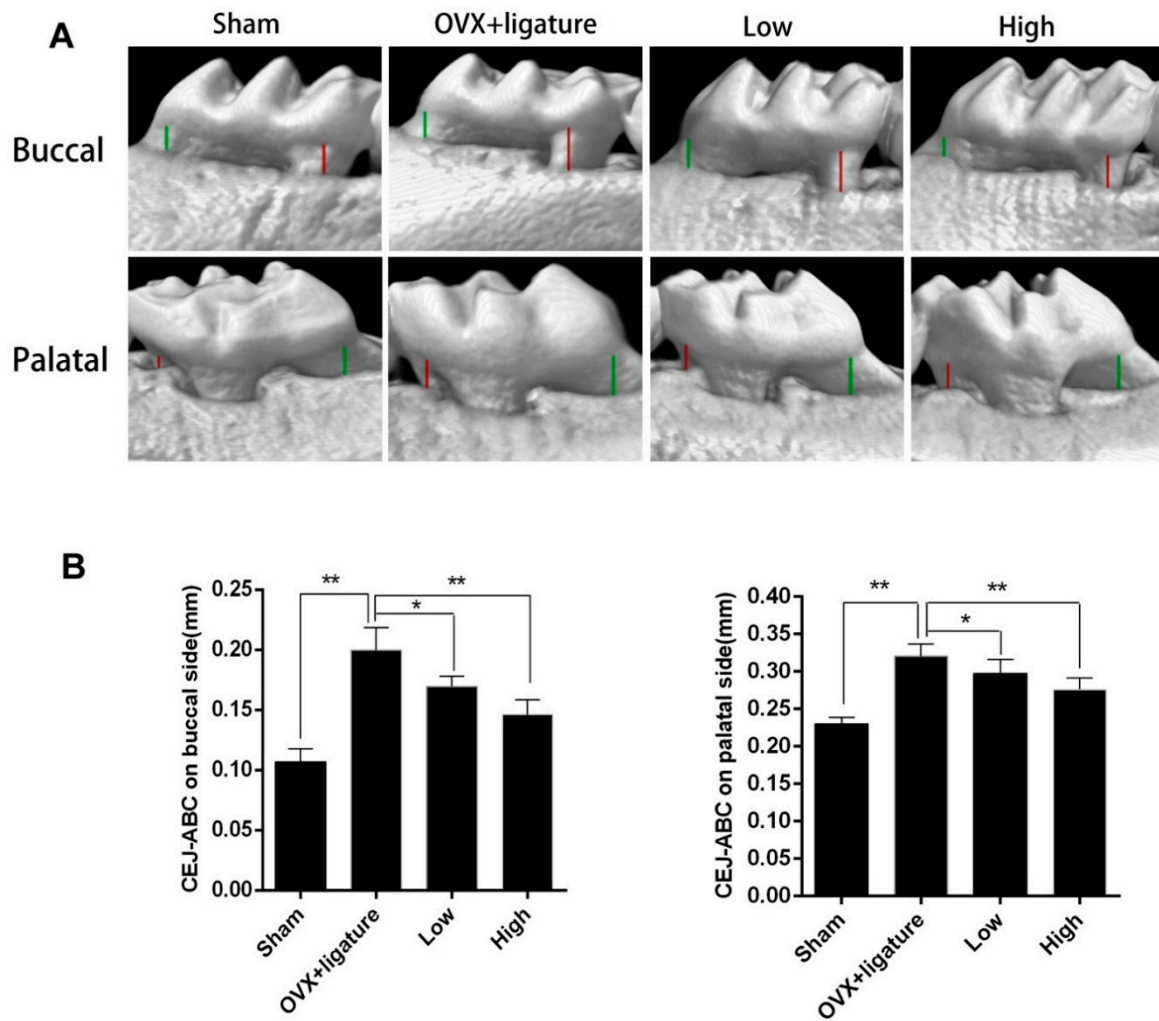 A
Sham
OVX+ligature
Low
High
Buccal
Palatal
B
CEJ-ABC on buccal side(mm)
0.25
0.20
0.15
0.10
0.05
0.00
**
**
*
Sham
OVX+ligature
Low
High
CEJ-ABC on palatal side(mm)
0.40
0.35
0.30
0.25
0.20
0.15
0.10
0.05
0.00
**
**
*
Sham
OVX+ligature
Low
High